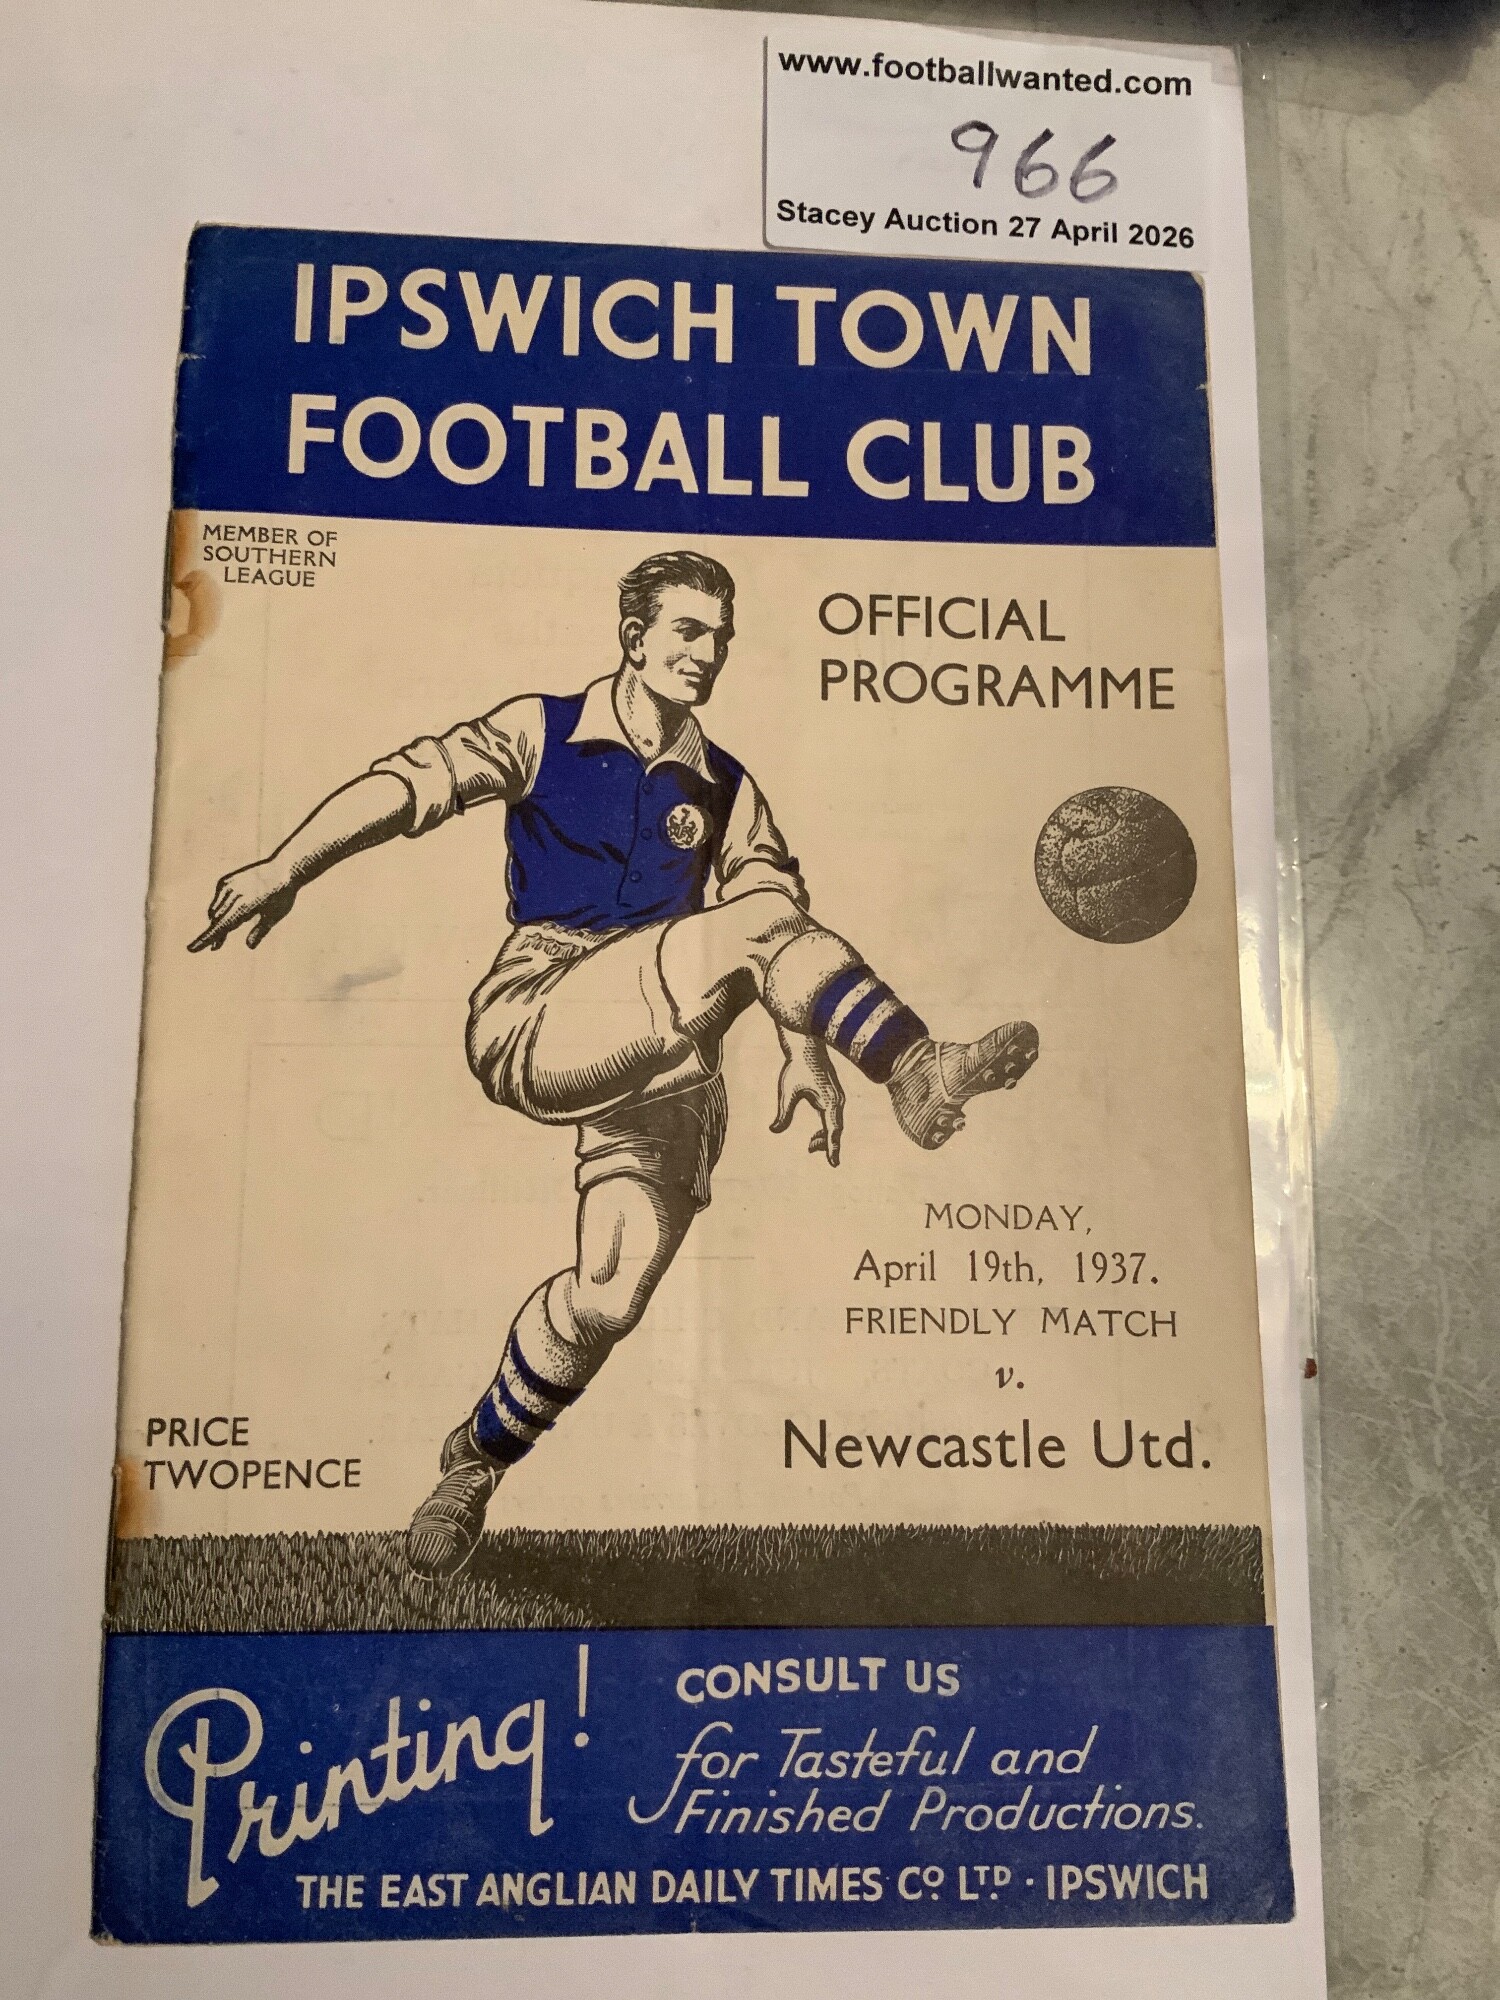 www.footballwanted.com
966
Stacey Auction 27 April 2026
IPSWICH TOWN
FOOTBALL CLUB
MEMBER OF
SOUTHERN
LEAGUE
OFFICIAL
PROGRAMME
MONDAY,
April 19th, 1937.
FRIENDLY MATCH
v.
Newcastle Utd.
PRICE
TWOPENCE
Printing!
CONSULT US
for Tasteful and
Finished Productions.
THE EAST ANGLIAN DAILY TIMES CO LTD · IPSWICH